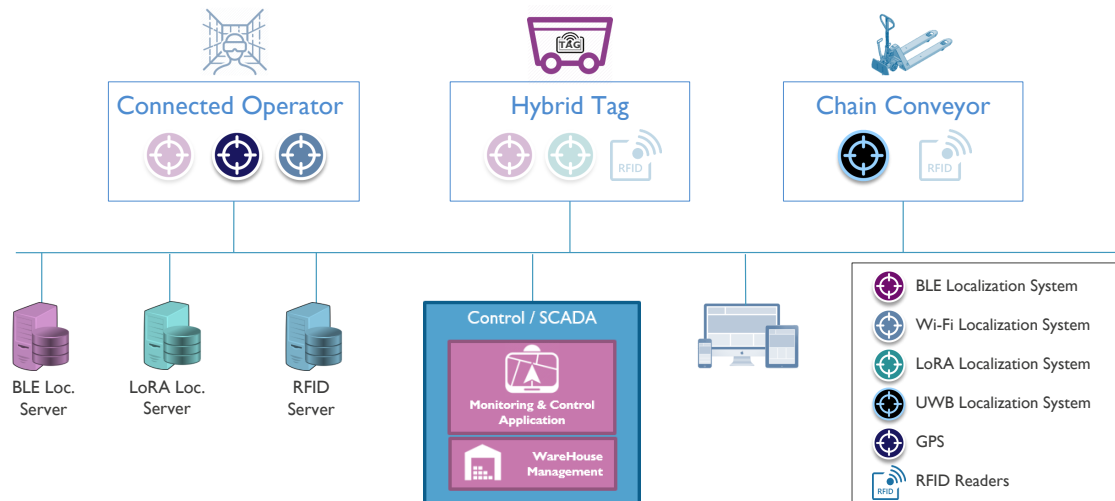 TAG
Connected Operator
Hybrid Tag
RFID
Chain Conveyor
RFID
BLE Loc.
Server
LoRA Loc.
Server
RFID
Server
Control / SCADA
Monitoring & Control
Application
WareHouse
Management
BLE Localization System
Wi-Fi Localization System
LoRA Localization System
UWB Localization System
GPS
RFID
RFID Readers